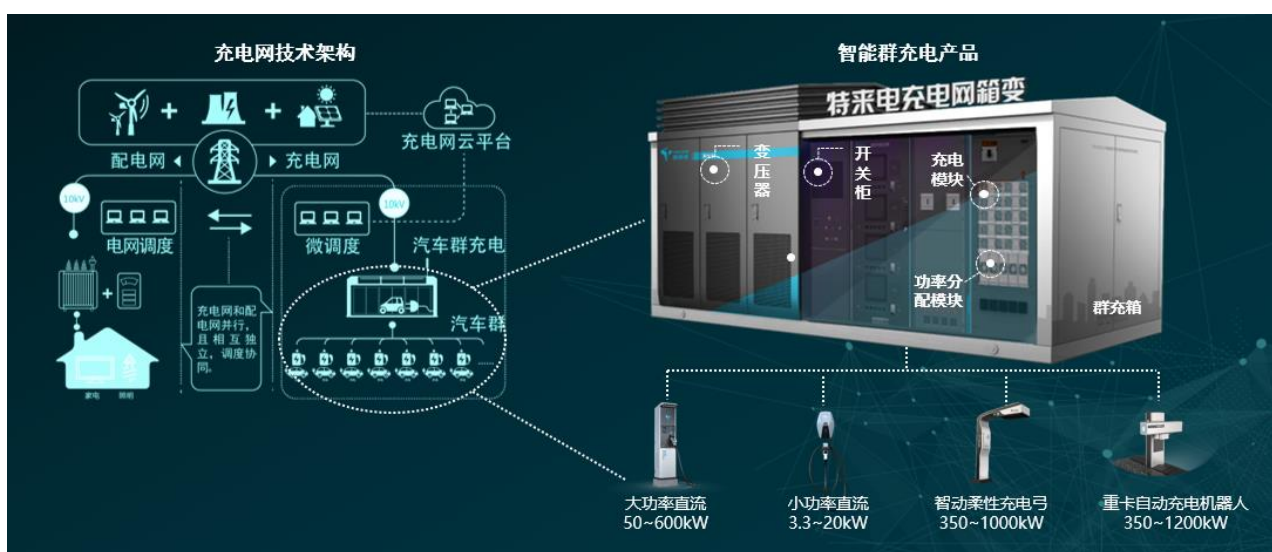 充电网技术架构
充电网云平台
配电网
充电网
10kV
10kV
电网调度
微调度
汽车群充电
充电网和配
电网并行，
且相互独
立，调度协
同。
汽车群
家电
照明
智能群充电产品
特来电充电网箱变
变压器
开关柜
充电
模块
功率分
配模块
群充箱
大功率直流
50~600kW
小功率直流
3.3~20kW
智动柔性充电弓
350~1000kW
重卡自动充电机器人
350~1200kW